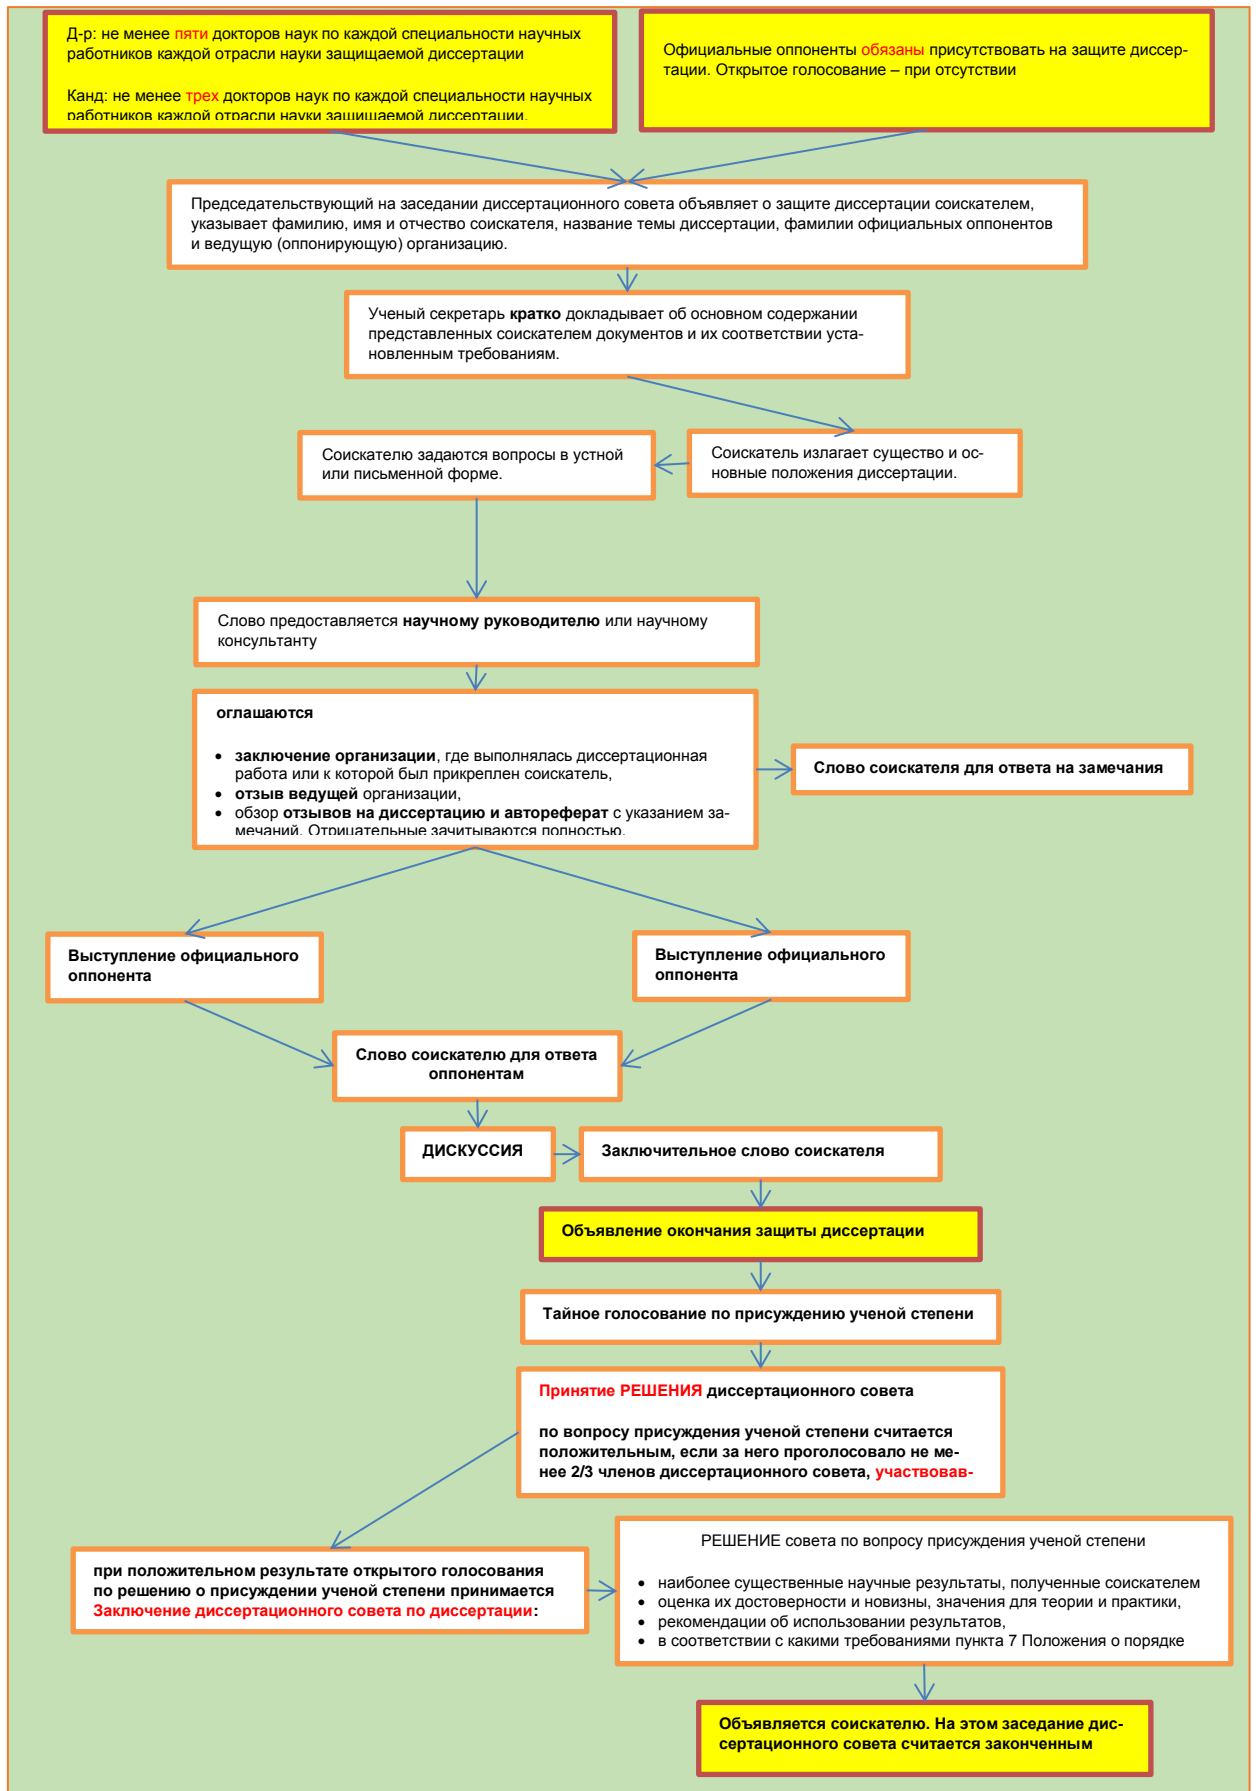 Д-р: не менее пяти докторов наук по каждой специальности научных
работников каждой отрасли науки защищаемой диссертации
Канд: не менее трех докторов наук по каждой специальности научных
работников каждой отрасли науки защищаемой диссертации.
Официальные оппоненты обязаны присутствовать на защите диссер-
тации. Открытое голосование – при отсутствии
Председательствующий на заседании диссертационного совета объявляет о защите диссертации соискателем,
указывает фамилию, имя и отчество соискателя, название темы диссертации, фамилии официальных оппонентов
и ведущую (оппонирующую) организацию.
Ученый секретарь кратко докладывает об основном содержании
представленных соискателем документов и их соответствии уста-
новленным требованиям.
Соискатель излагает существо и ос-
новные положения диссертации.
Соискателю задаются вопросы в устной
или письменной форме.
Слово предоставляется научному руководителю или научному
консультанту
оглашаются
• заключение организации, где выполнялась диссертационная
работа или к которой был прикреплен соискатель,
• отзыв ведущей организации,
• обзор отзывов на диссертацию и автореферат с указанием за-
мечаний. Отрицательные зачитываются полностью.
Слово соискателя для ответа на замечания
Выступление официального
оппонента
Выступление официального
оппонента
Слово соискателю для ответа
оппонентам
ДИСКУССИЯ
Заключительное слово соискателя
Объявление окончания защиты диссертации
Тайное голосование по присуждению ученой степени
Принятие РЕШЕНИЯ диссертационного совета
по вопросу присуждения ученой степени считается
положительным, если за него проголосовало не ме-
нее 2/3 членов диссертационного совета, участвовав-
при положительном результате открытого голосования
по решению о присуждении ученой степени принимается
Заключение диссертационного совета по диссертации:
РЕШЕНИЕ совета по вопросу присуждения ученой степени
• наиболее существенные научные результаты, полученные соискателем
• оценка их достоверности и новизны, значения для теории и практики,
• рекомендации об использовании результатов,
• в соответствии с какими требованиями пункта 7 Положения о порядке
Объявляется соискателю. На этом заседание дис-
сертационного совета считается законченным